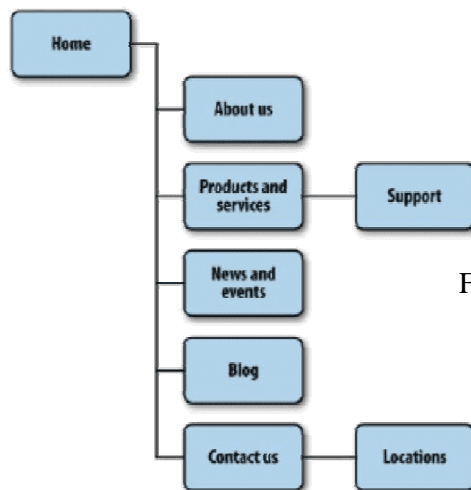 Home
About us
Products and
services
Support
News and
events
F
Blog
Contact us
Locations